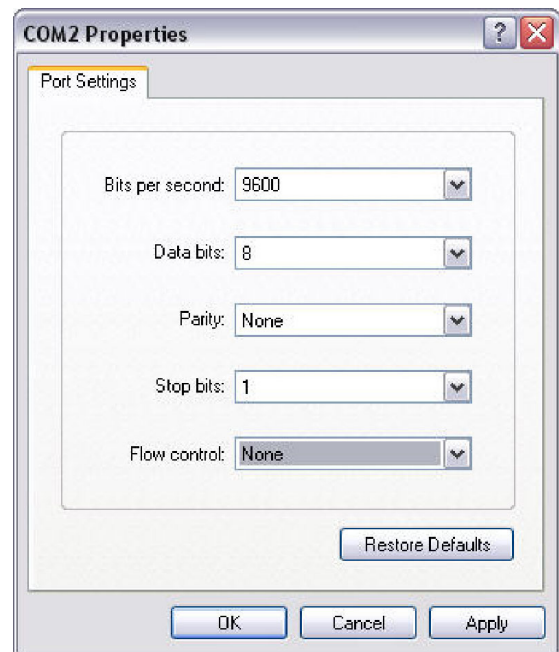 COM2 Properties
Port Settings
Bits per second: 9600
Data bits: 8
Parity: None
Stop bits: 1
Flow control: None
Restore Defaults
OK Cancel Apply